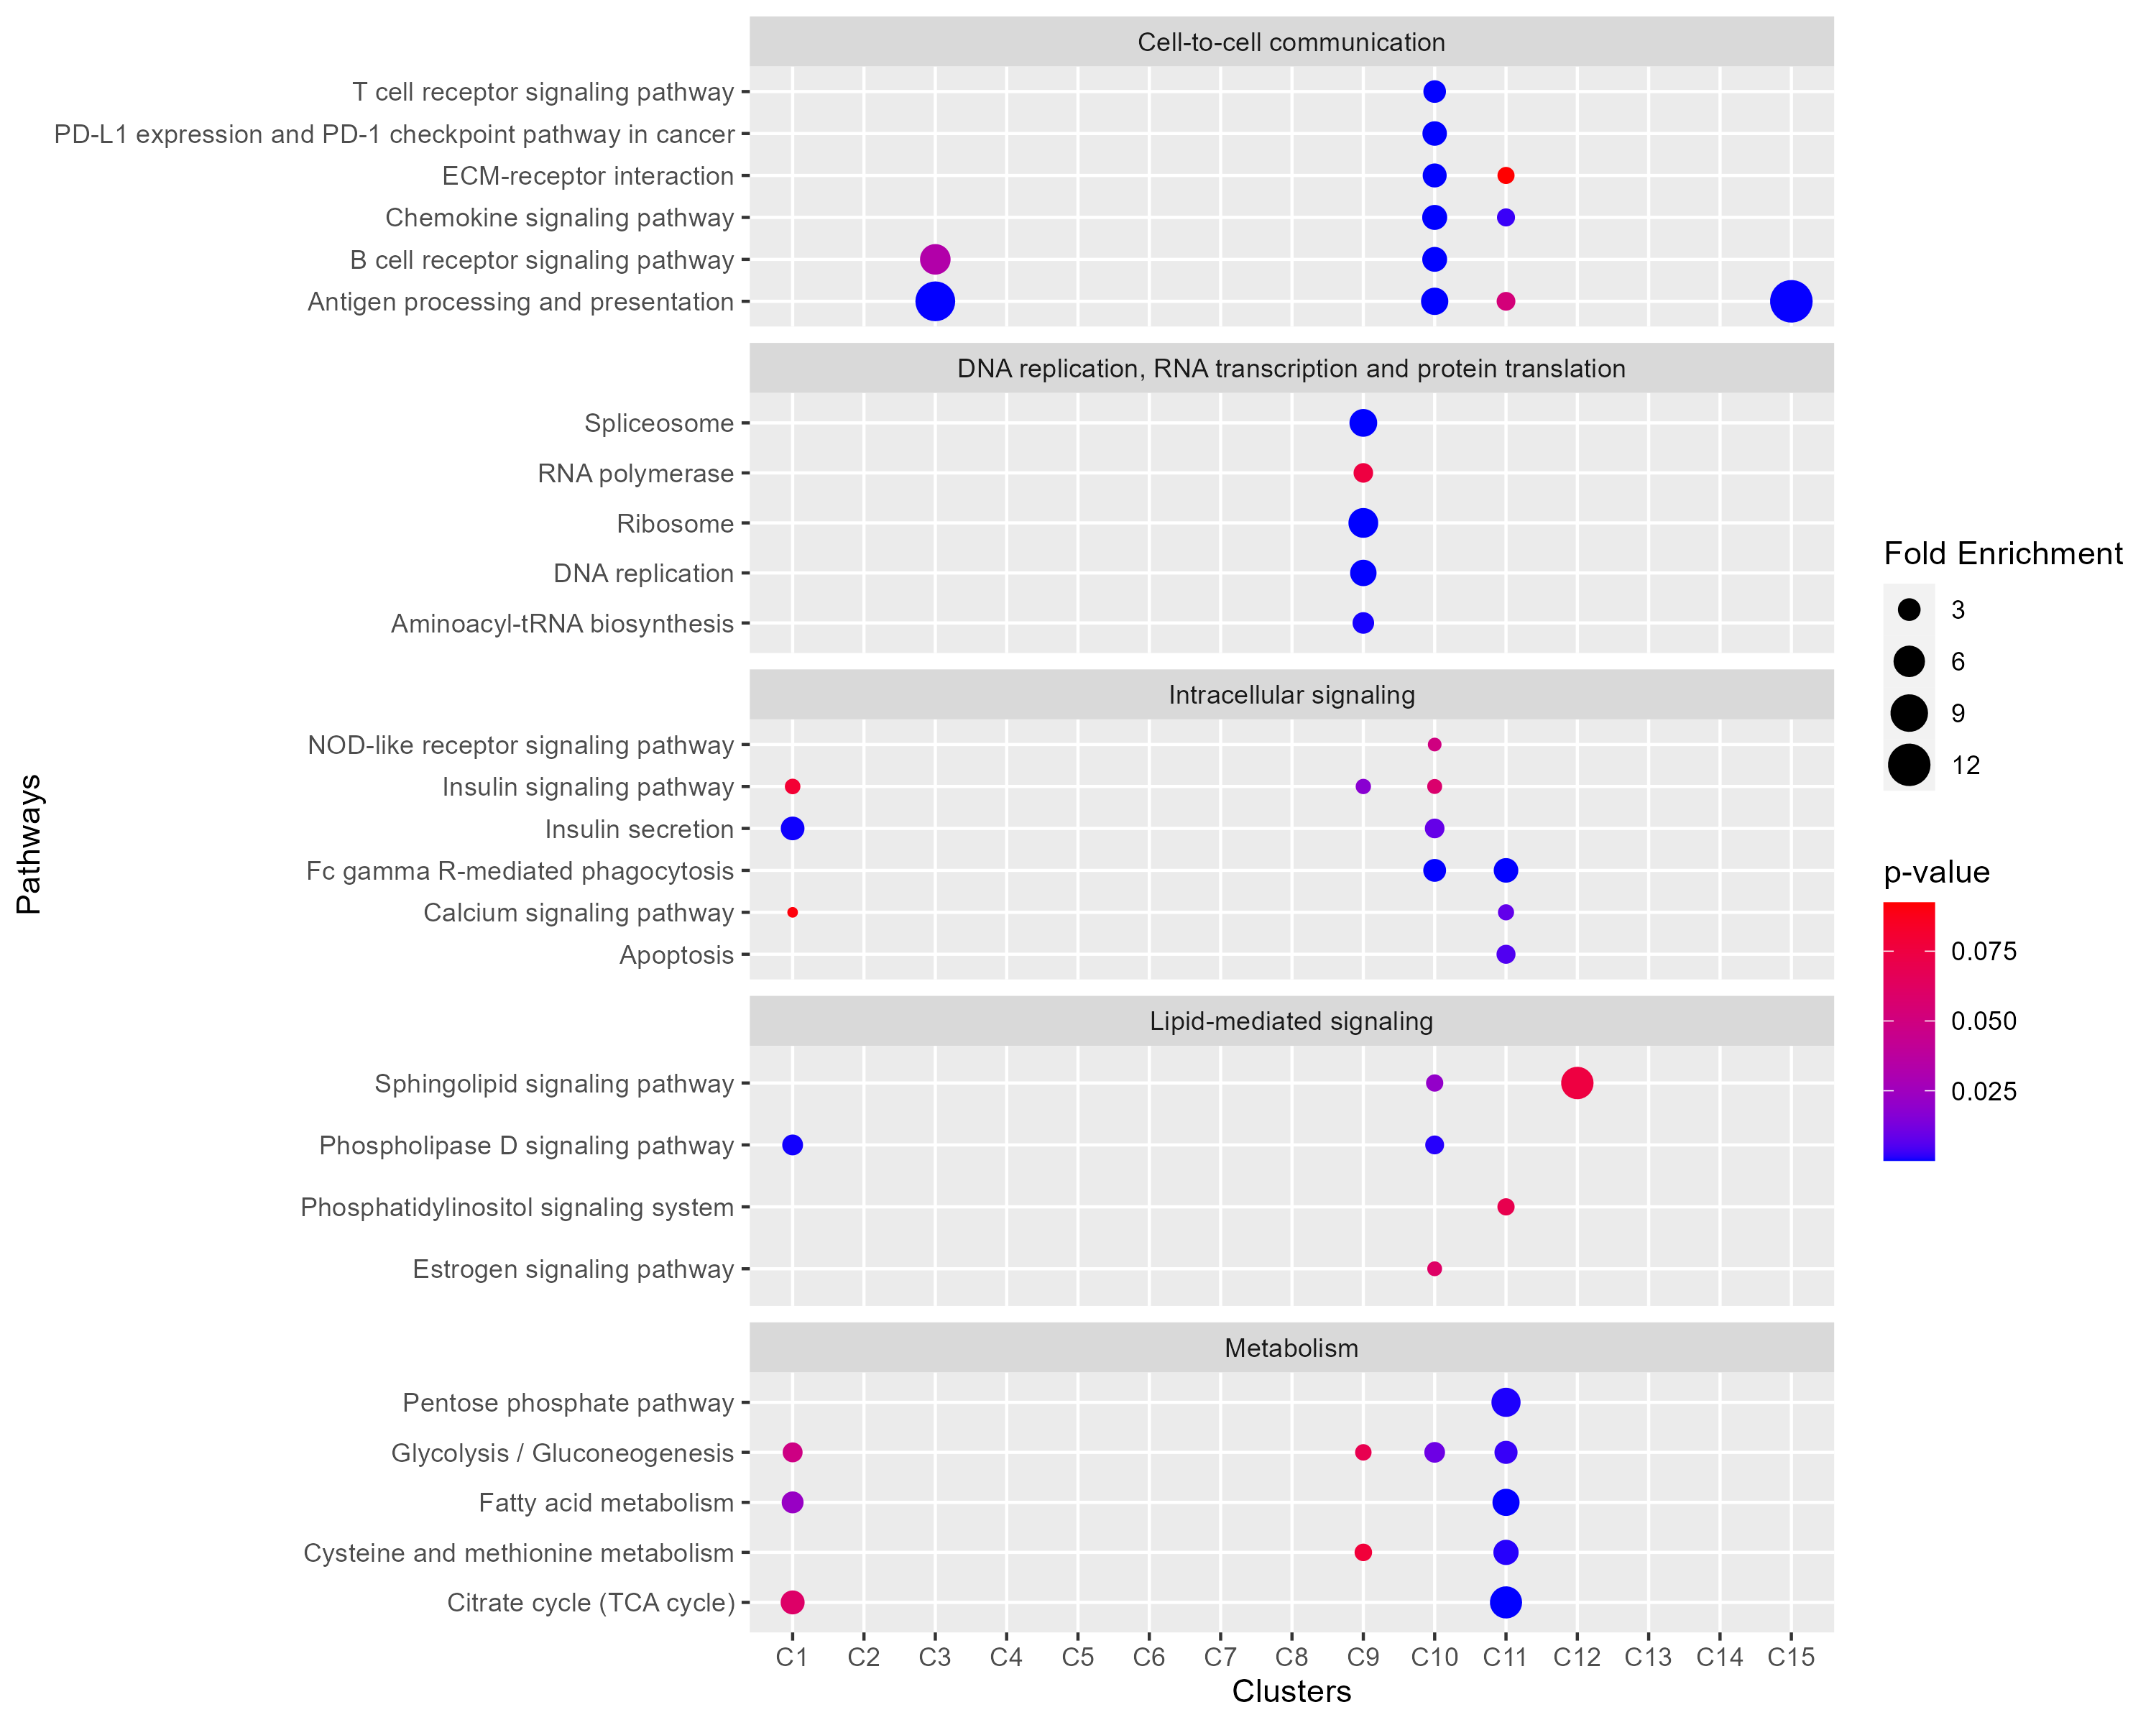 Cell-to-cell communication
T cell receptor signaling pathway
PD-L1 expression and PD-1 checkpoint pathway in cancer
ECM-receptor interaction
Chemokine signaling pathway
B cell receptor signaling pathway
Antigen processing and presentation
DNA replication, RNA transcription and protein translation
Spliceosome
RNA polymerase
Ribosome
DNA replication
Aminoacyl-tRNA biosynthesis
Intracellular signaling
NOD-like receptor signaling pathway
Insulin signaling pathway
Insulin secretion
Fc gamma R-mediated phagocytosis
Calcium signaling pathway
Apoptosis
Lipid-mediated signaling
Sphingolipid signaling pathway
Phospholipase D signaling pathway
Phosphatidylinositol signaling system
Estrogen signaling pathway
Metabolism
Pentose phosphate pathway
Glycolysis / Gluconeogenesis
Fatty acid metabolism
Cysteine and methionine metabolism
Citrate cycle (TCA cycle)
C1 C2 C3 C4 C5 C6 C7 C8 C9 C10 C11 C12 C13 C14 C15
Clusters
Pathways
Fold Enrichment
3
6
9
12
p-value
0.075
0.050
0.025